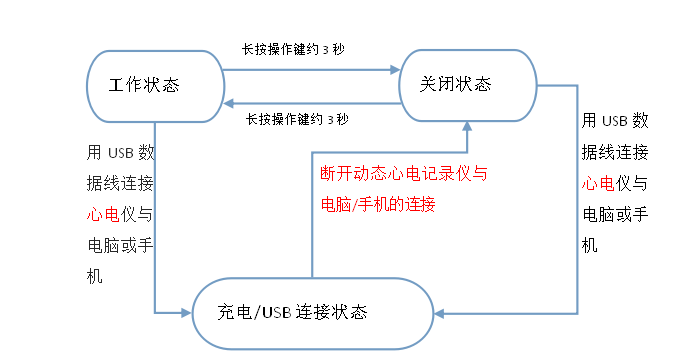 长按操作键约 3 秒
工作状态
关闭状态
长按操作键约 3 秒
用 USB 数
据线连接
心电仪与
电脑或手
机
断开动态心电记录仪与
电脑/手机的连接
用 USB 数
据线连接
心电仪与
电脑或手
机
充电/USB 连接状态